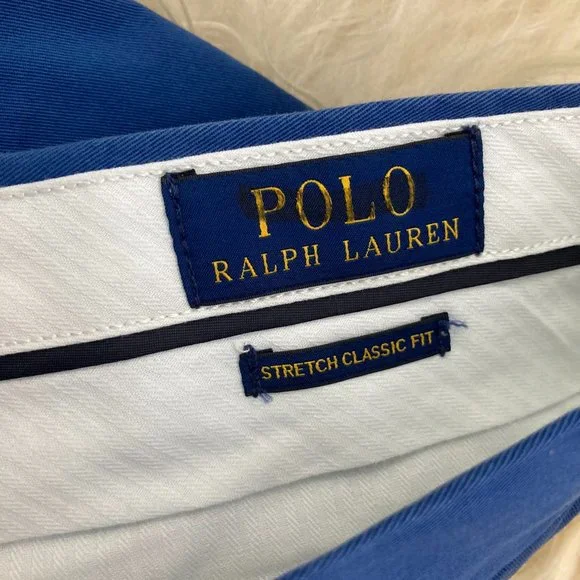 POLO
RALPH LAUREN
STRETCH CLASSIC FIT